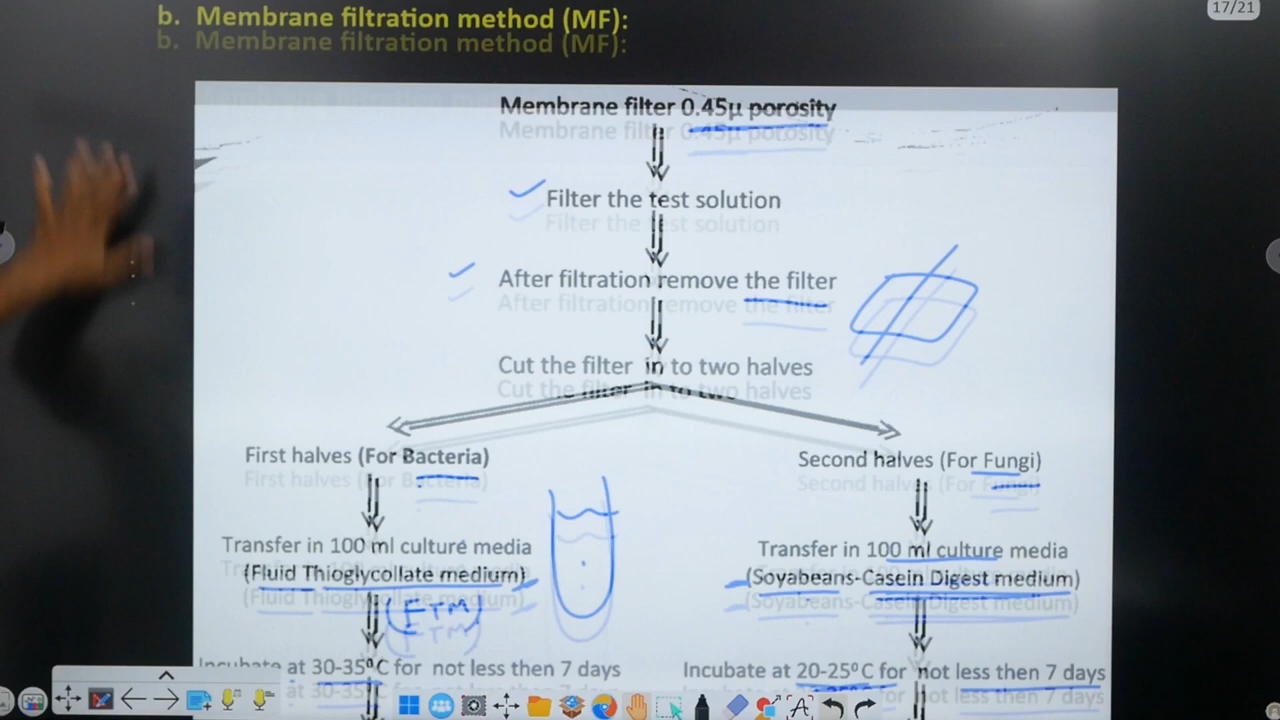 17/21
b. Membrane filtration method (MF):
Membrane filter 0.45µ porosity
Filter the test solution
After filtration remove the filter
Cut the filter in to two halves
First halves (For Bacteria)
Second halves (For Fungi)
Transfer in 100 ml culture media
(Fluid Thioglycollate medium)
(FTM)
Transfer in 100 ml culture media
(Soyabeans-Casein Digest medium)
Incubate at 30-35⁰C for not less then 7 days
Incubate at 20-25⁰C for not less then 7 days